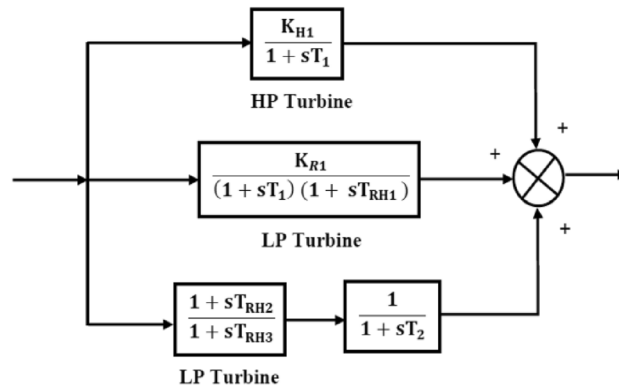 K_H1
1 + sT_1
HP Turbine
+
K_R1
+
(1 + sT_1) (1 + sT_RH1)
LP Turbine
+
1 + sT_RH2
1
1 + sT_RH3
1 + sT_2
LP Turbine